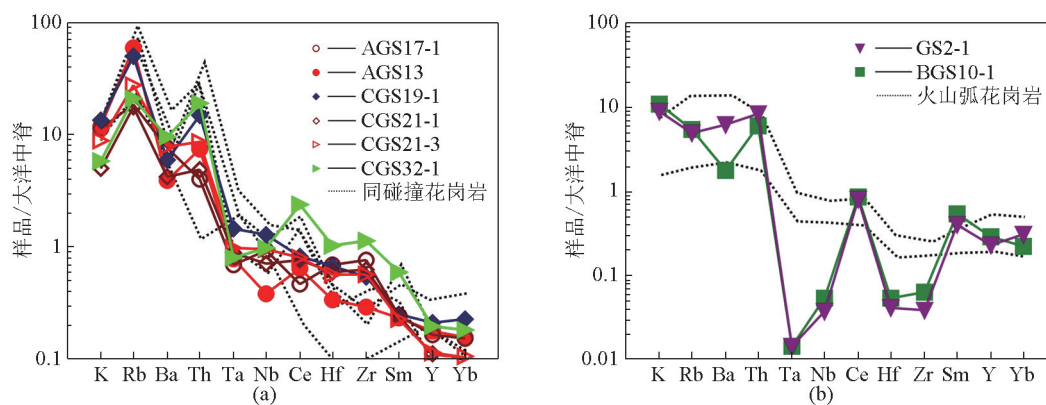 100
10
1
0.1
样品/大洋中脊
(a)
AGS17-1
AGS13
CGS19-1
CGS21-1
CGS21-3
CGS32-1
同碰撞花岗岩
K Rb Ba Th Ta Nb Ce Hf Zr Sm Y Yb
(a)
100
10
1
0.1
0.01
样品/大洋中脊
(b)
GS2-1
BGS10-1
火山弧花岗岩
K Rb Ba Th Ta Nb Ce Hf Zr Sm Y Yb
(b)